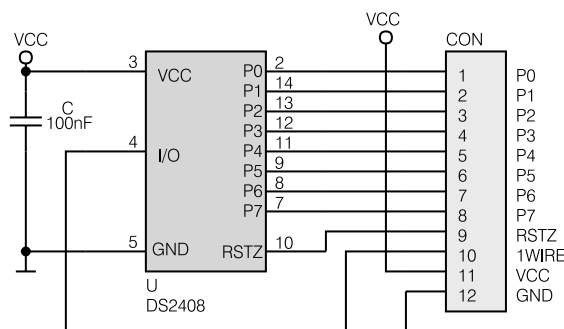 VCC
VCC
CON
3 VCC P0 2 1 P0
P1 14 2 P1
P2 13 3 P2
C
100nF
P3 12 4 P3
4 I/O P4 11 5 P4
P5 9 6 P5
P6 8 7 P6
P7 7 8 P7
9 RSTZ
5 GND RSTZ 10 10 1WIRE
11 VCC
12 GND
U
DS2408